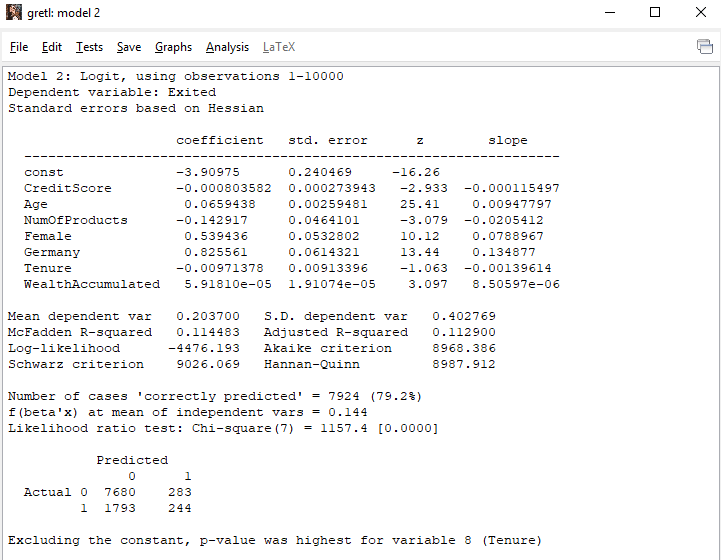 gretl: model 2
File Edit Tests Save Graphs Analysis LaTeX
Model 2: Logit, using observations 1-10000
Dependent variable: Exited
Standard errors based on Hessian
coefficient std. error z slope
-------------------------------------------------------------------
const -3.90975 0.240469 -16.26
CreditScore -0.000803582 0.000273943 -2.933 -0.000115497
Age 0.0659438 0.00259481 25.41 0.00947797
NumOfProducts -0.142917 0.0464101 -3.079 -0.0205412
Female 0.539436 0.0532802 10.12 0.0788967
Germany 0.825561 0.0614321 13.44 0.134877
Tenure -0.00971378 0.00913396 -1.063 -0.00139614
WealthAccumulated 5.91810e-05 1.91074e-05 3.097 8.50597e-06
Mean dependent var 0.203700 S.D. dependent var 0.402769
McFadden R-squared 0.114483 Adjusted R-squared 0.112900
Log-likelihood -4476.193 Akaike criterion 8968.386
Schwarz criterion 9026.069 Hannan-Quinn 8987.912
Number of cases 'correctly predicted' = 7924 (79.2%)
f(beta'x) at mean of independent vars = 0.144
Likelihood ratio test: Chi-square(7) = 1157.4 [0.0000]
Predicted
0 1
Actual 0 7680 283
1 1793 244
Excluding the constant, p-value was highest for variable 8 (Tenure)